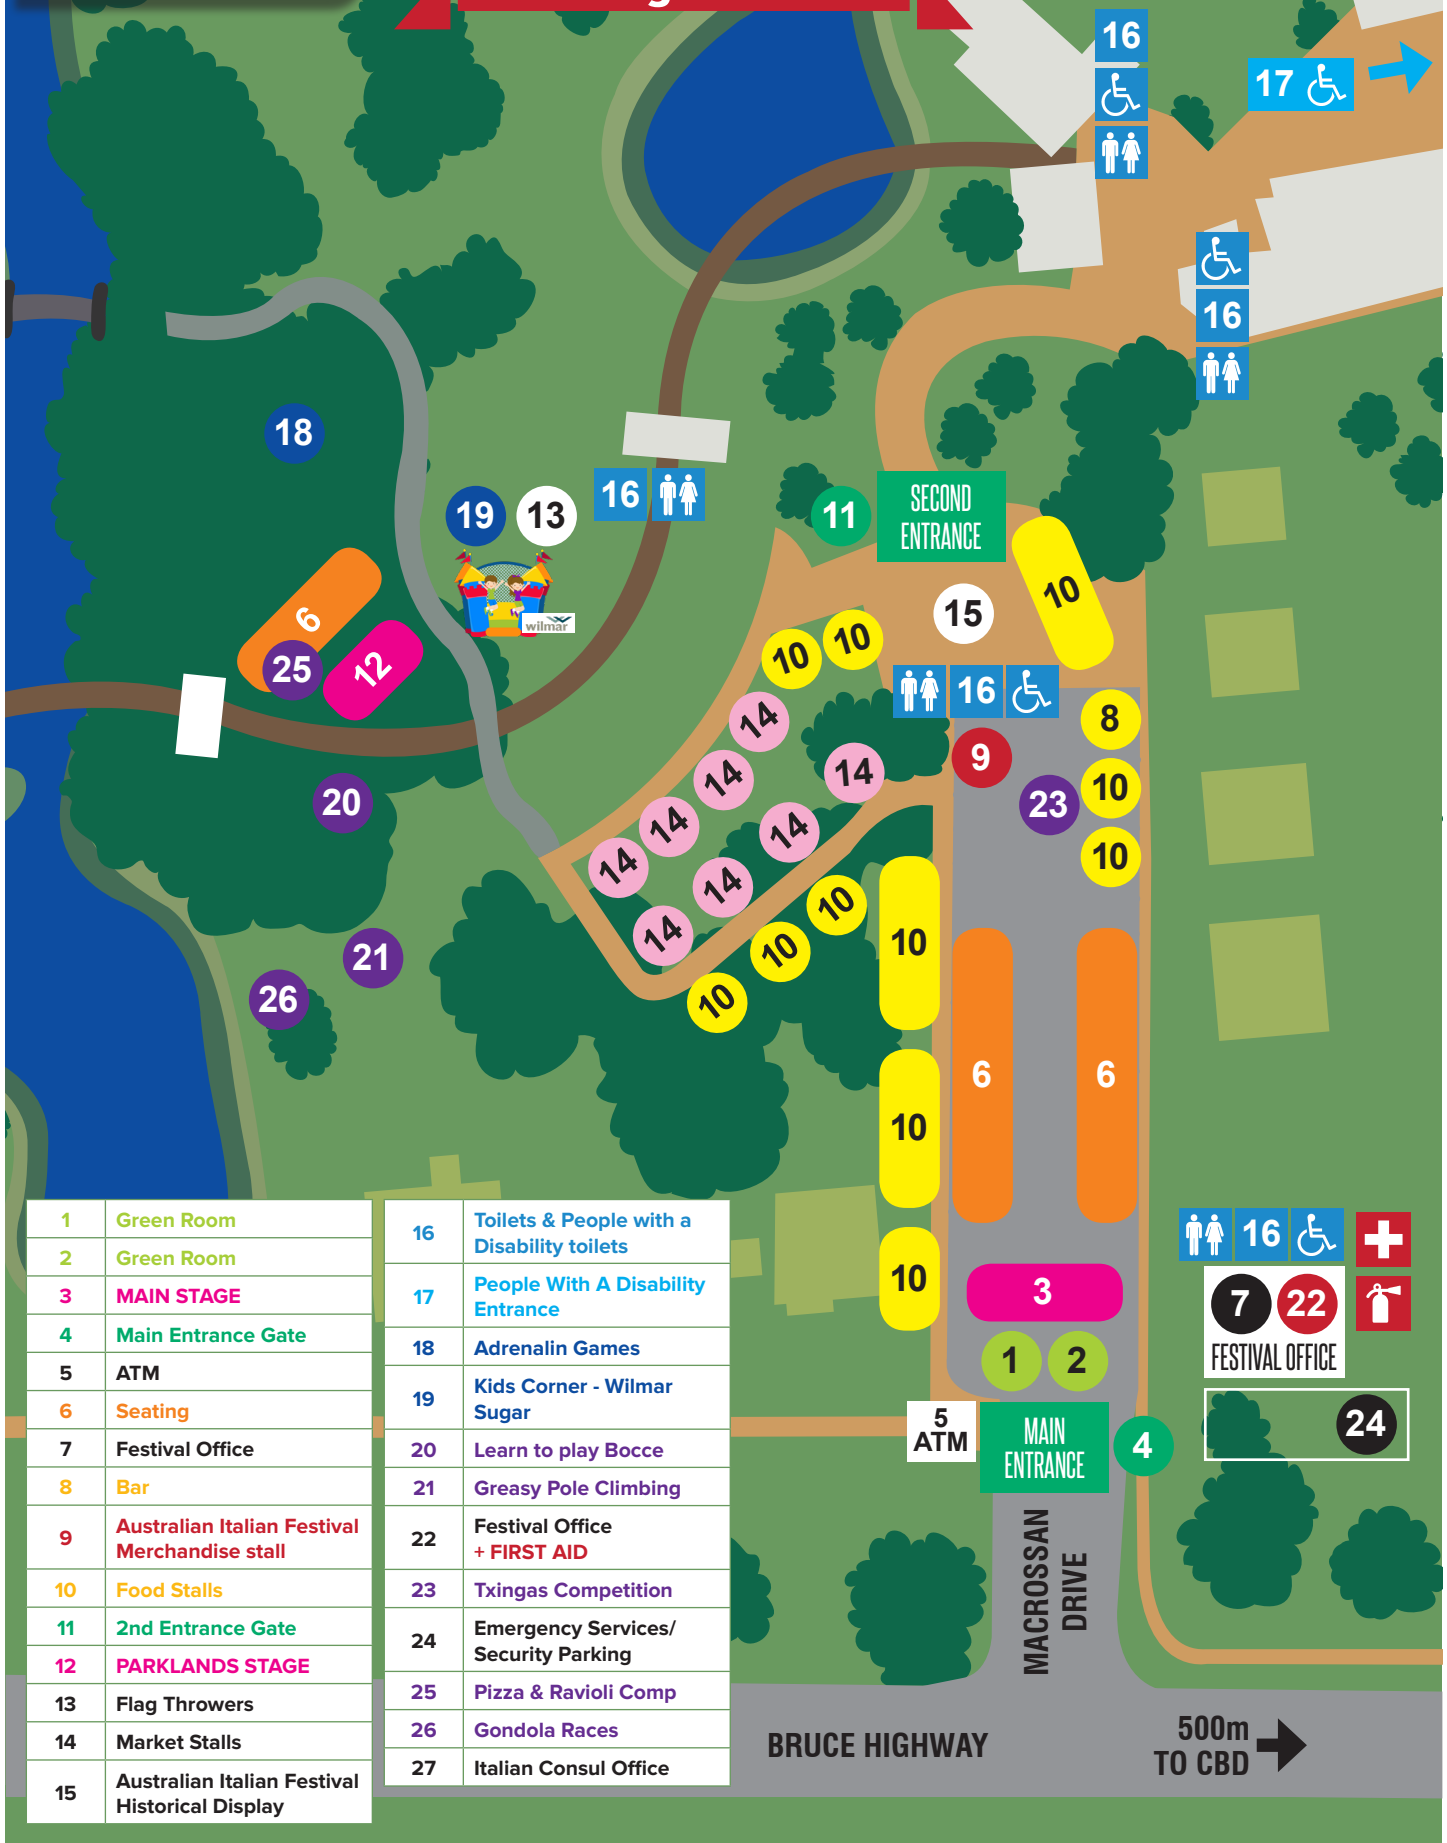 16
17
16
18
19
13
16
11
SECOND
ENTRANCE
10
6
15
25
12
10
10
16
14
8
9
14
14
10
20
23
14
14
10
14
14
10
14
10
21
10
10
26
10
6
6
10
10
3
16
7
22
FESTIVAL OFFICE
1
2
5
ATM
MAIN
ENTRANCE
4
24
wilmar
MACROSSAN
DRIVE
BRUCE HIGHWAY
500m
TO CBD
1 Green Room
2 Green Room
3 MAIN STAGE
4 Main Entrance Gate
5 ATM
6 Seating
7 Festival Office
8 Bar
9 Australian Italian Festival
Merchandise stall
10 Food Stalls
11 2nd Entrance Gate
12 PARKLANDS STAGE
13 Flag Throwers
14 Market Stalls
15 Australian Italian Festival
Historical Display
16 Toilets & People with a
Disability toilets
17 People With A Disability
Entrance
18 Adrenalin Games
19 Kids Corner - Wilmar
Sugar
20 Learn to play Bocce
21 Greasy Pole Climbing
22 Festival Office
+ FIRST AID
23 Txingas Competition
24 Emergency Services/
Security Parking
25 Pizza & Ravioli Comp
26 Gondola Races
27 Italian Consul Office